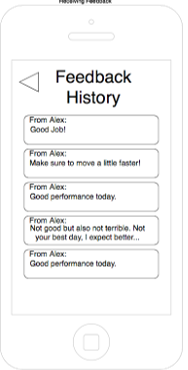 Receiving Feedback
Feedback
History
From Alex:
Good Job!
From Alex:
Make sure to move a little faster!
From Alex:
Good performance today.
From Alex:
Not good but also not terrible. Not
your best day, I expect better...
From Alex:
Good performance today.